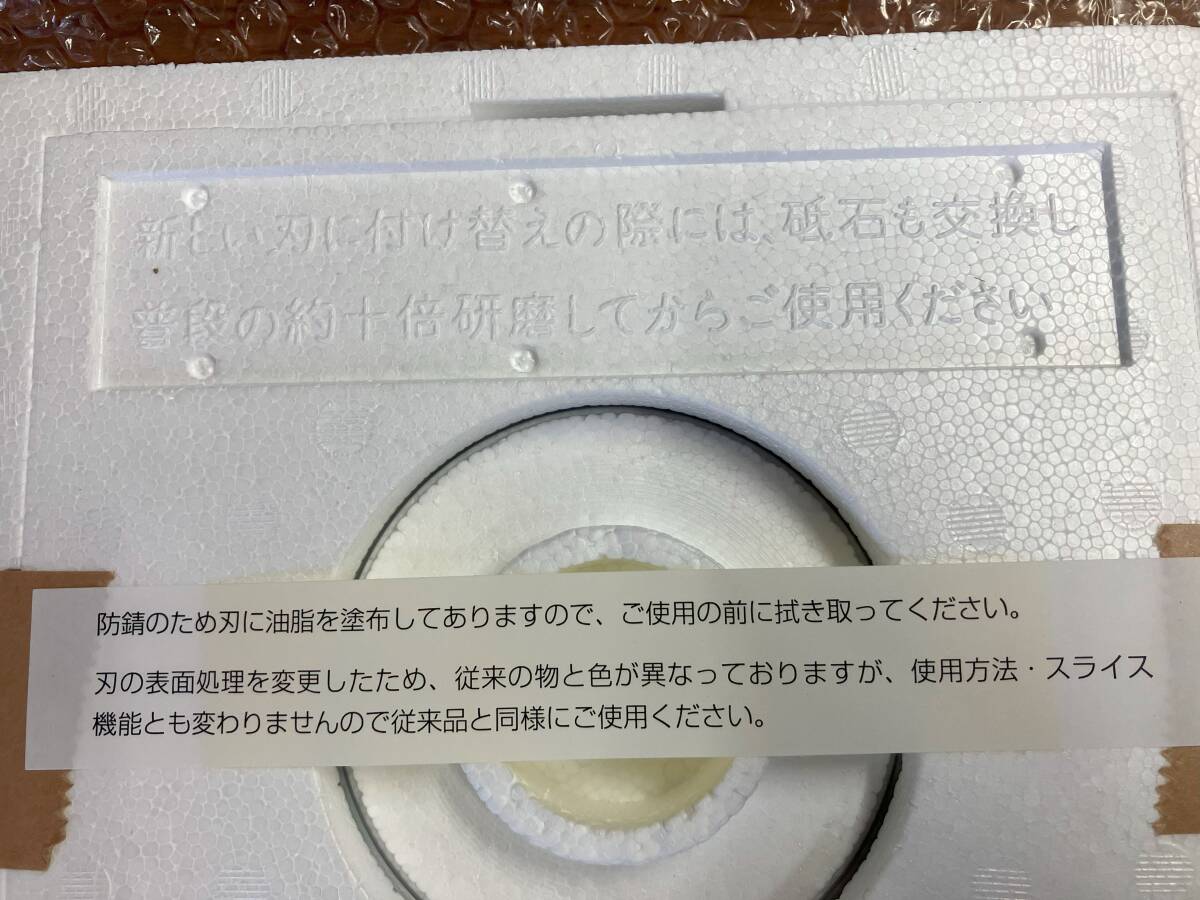 新しい刃に付け替えの際には、砥石も交換し
普段の約十倍研磨してからご使用ください
防錆のため刃に油脂を塗布してありますので、ご使用の前に拭き取ってください。
刃の表面処理を変更したため、従来の物と色が異なっておりますが、使用方法・スライス
機能とも変わりませんので従来品と同様にご使用ください。